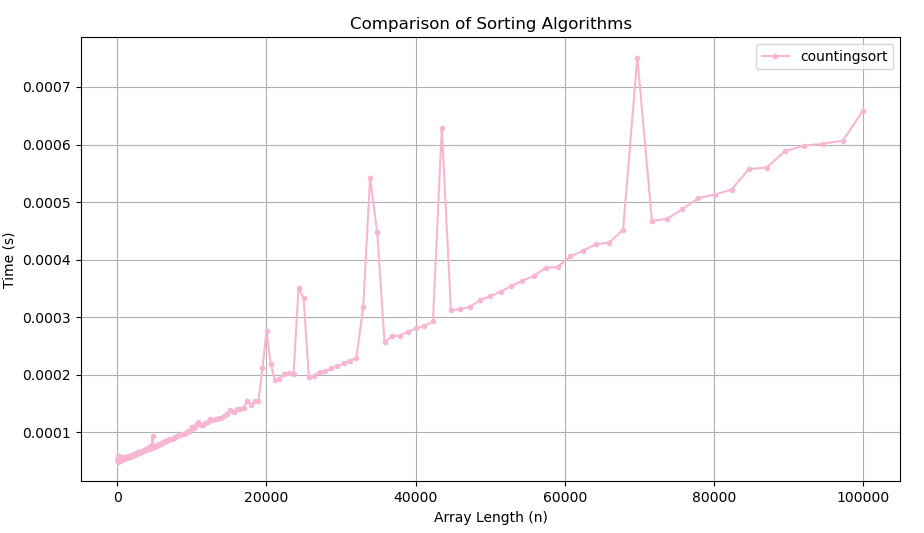 Comparison of Sorting Algorithms
countingsort
0.0007
0.0006
0.0005
0.0004
0.0003
0.0002
0.0001
Time (s)
0 20000 40000 60000 80000 100000
Array Length (n)